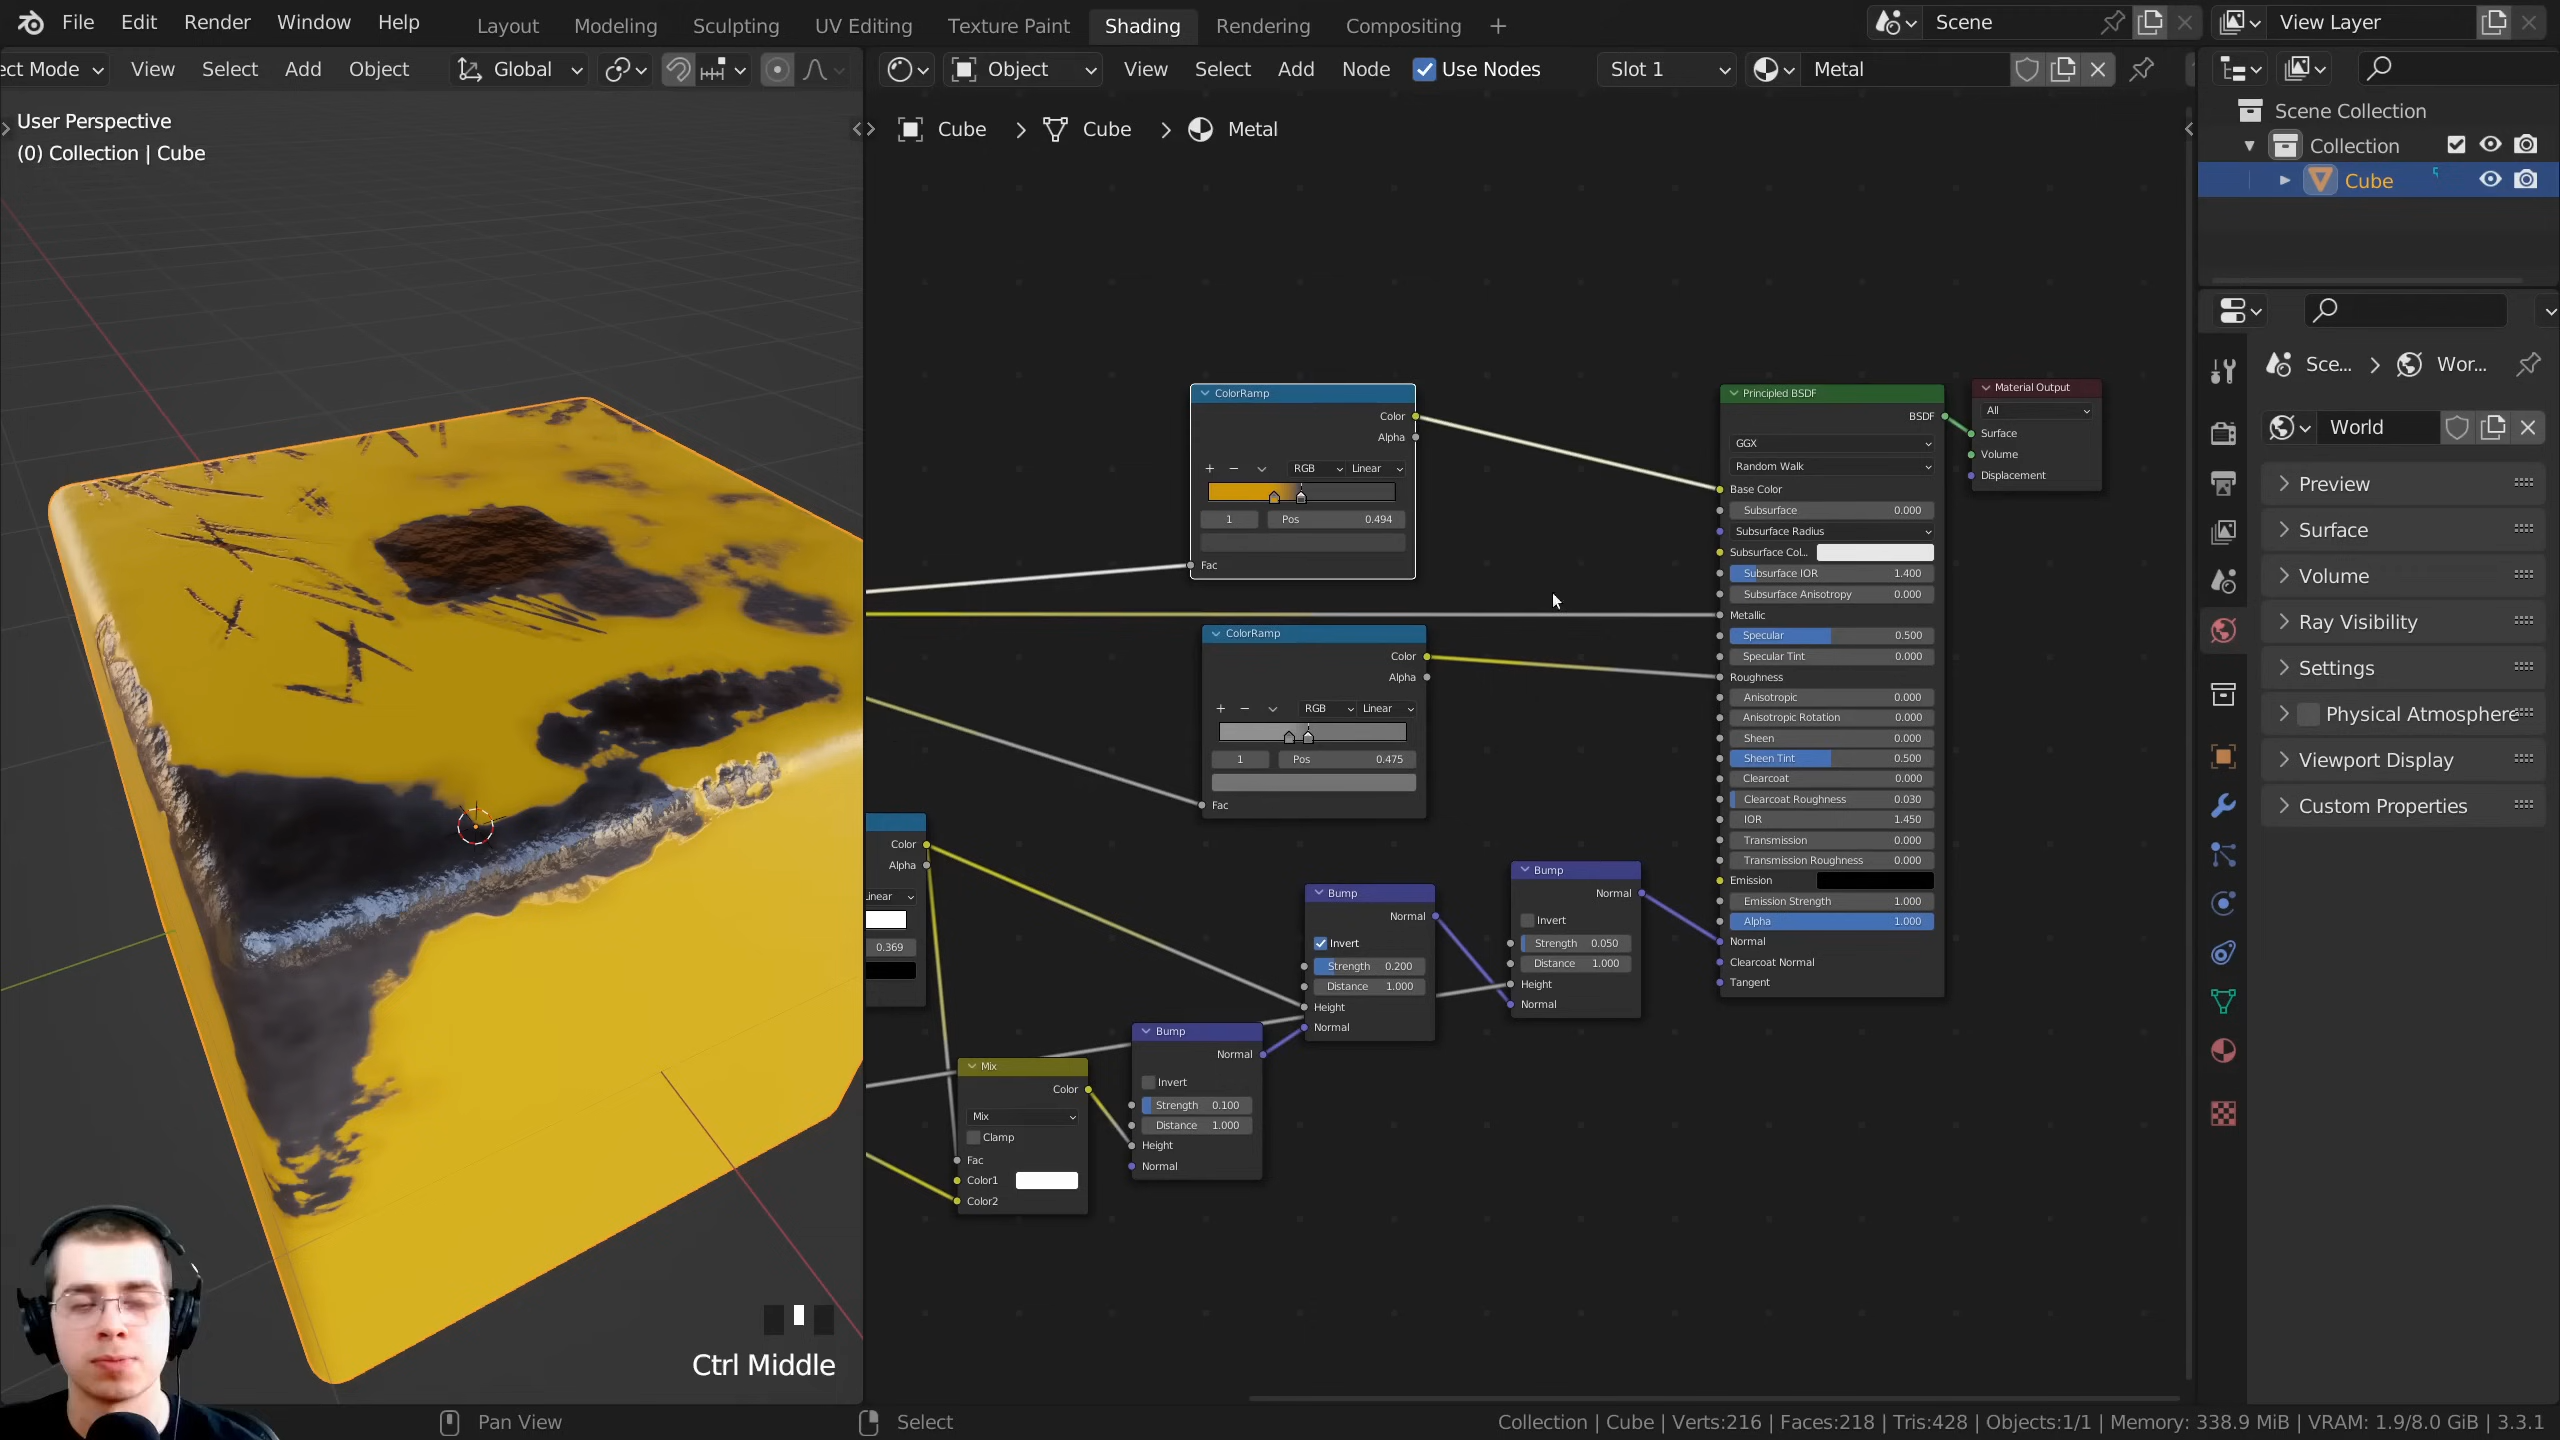 File Edit Render Window Help Layout Modeling Sculpting UV Editing Texture Paint Shading Rendering Compositing + Scene View Layer
ect Mode View Select Add Object Global Object View Select Add Node Use Nodes Slot 1 Metal
User Perspective
(0) Collection | Cube
Cube > Cube > Metal
Scene Collection
Collection
Cube
Sce... > Wor...
World
Preview
Surface
Volume
Ray Visibility
Settings
Physical Atmosphere
Viewport Display
Custom Properties
ColorRamp
Color
Alpha
+ − RGB Linear
1 Pos 0.494
Fac
ColorRamp
Color
Alpha
+ − RGB Linear
1 Pos 0.475
Fac
Color
Alpha
inear
0.369
Mix
Color
Mix
Clamp
Fac
Color1
Color2
Bump
Normal
Invert
Strength 0.100
Distance 1.000
Height
Normal
Bump
Normal
Invert
Strength 0.200
Distance 1.000
Height
Normal
Bump
Normal
Invert
Strength 0.050
Distance 1.000
Height
Normal
Principled BSDF
BSDF
GGX
Random Walk
Base Color
Subsurface 0.000
Subsurface Radius
Subsurface Col...
Subsurface IOR 1.400
Subsurface Anisotropy 0.000
Metallic
Specular 0.500
Specular Tint 0.000
Roughness
Anisotropic 0.000
Anisotropic Rotation 0.000
Sheen 0.000
Sheen Tint 0.500
Clearcoat 0.000
Clearcoat Roughness 0.030
IOR 1.450
Transmission 0.000
Transmission Roughness 0.000
Emission
Emission Strength 1.000
Alpha 1.000
Normal
Clearcoat Normal
Tangent
Material Output
All
Surface
Volume
Displacement
Ctrl Middle
Pan View Select Collection | Cube | Verts:216 | Faces:218 | Tris:428 | Objects:1/1 | Memory: 338.9 MiB | VRAM: 1.9/8.0 GiB | 3.3.1